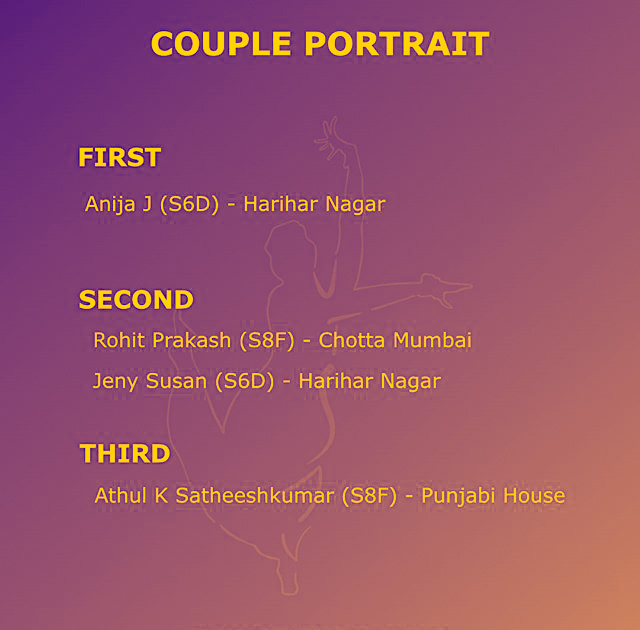 COUPLE PORTRAIT
FIRST
Anija J (S6D) - Harihar Nagar
SECOND
Rohit Prakash (S8F) - Chotta Mumbai
Jeny Susan (S6D) - Harihar Nagar
THIRD
Athul K Satheeshkumar (S8F) - Punjabi House